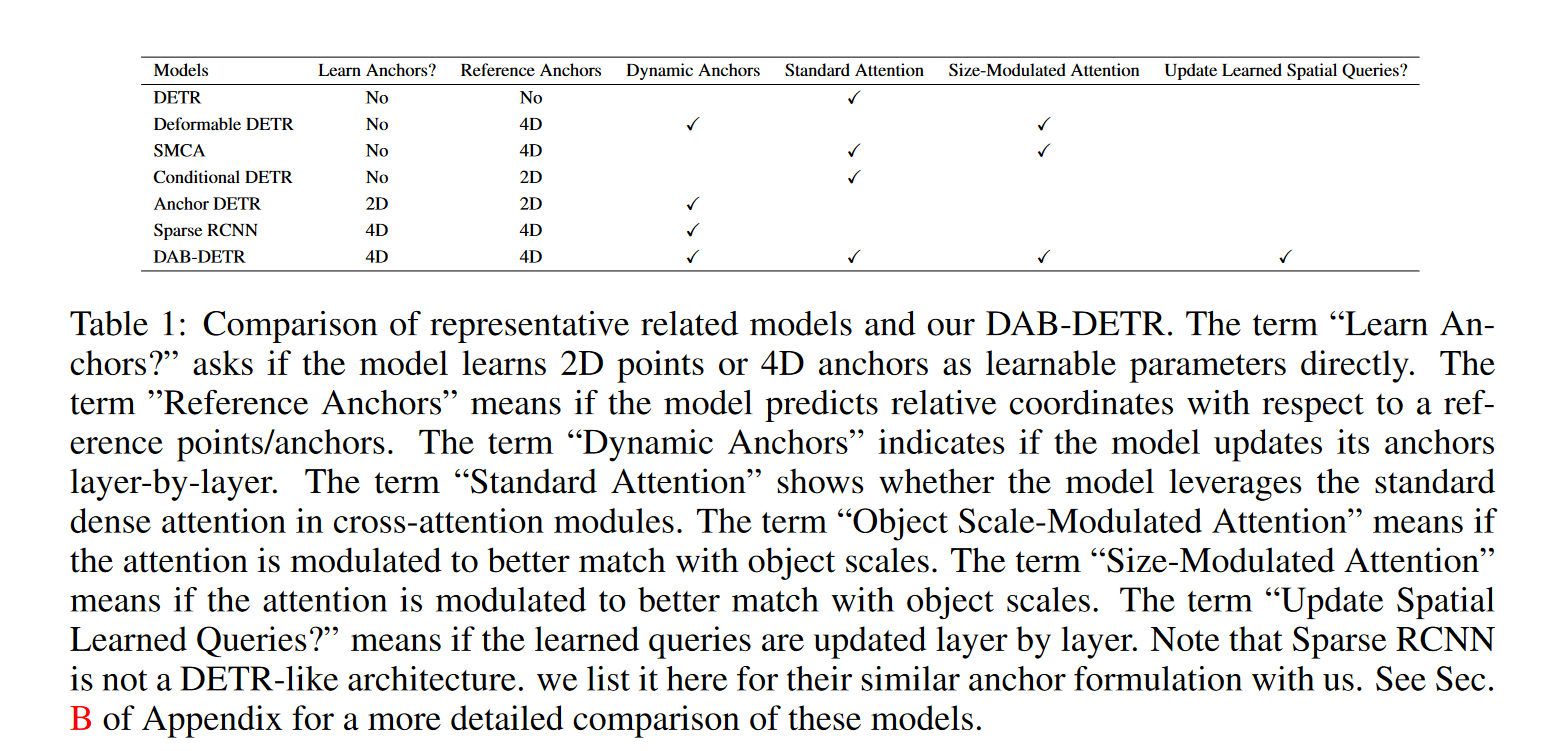 Models Learn Anchors? Reference Anchors Dynamic Anchors Standard Attention Size-Modulated Attention Update Learned Spatial Queries?
DETR No No ✓
Deformable DETR No 4D ✓ ✓
SMCA No 4D ✓ ✓
Conditional DETR No 2D ✓
Anchor DETR 2D 2D ✓
Sparse RCNN 4D 4D ✓
DAB-DETR 4D 4D ✓ ✓ ✓ ✓
Table 1: Comparison of representative related models and our DAB-DETR. The term “Learn An-
chors?” asks if the model learns 2D points or 4D anchors as learnable parameters directly. The
term ”Reference Anchors” means if the model predicts relative coordinates with respect to a ref-
erence points/anchors. The term “Dynamic Anchors” indicates if the model updates its anchors
layer-by-layer. The term “Standard Attention” shows whether the model leverages the standard
dense attention in cross-attention modules. The term “Object Scale-Modulated Attention” means if
the attention is modulated to better match with object scales. The term “Size-Modulated Attention”
means if the attention is modulated to better match with object scales. The term “Update Spatial
Learned Queries?” means if the learned queries are updated layer by layer. Note that Sparse RCNN
is not a DETR-like architecture. we list it here for their similar anchor formulation with us. See Sec.
B of Appendix for a more detailed comparison of these models.